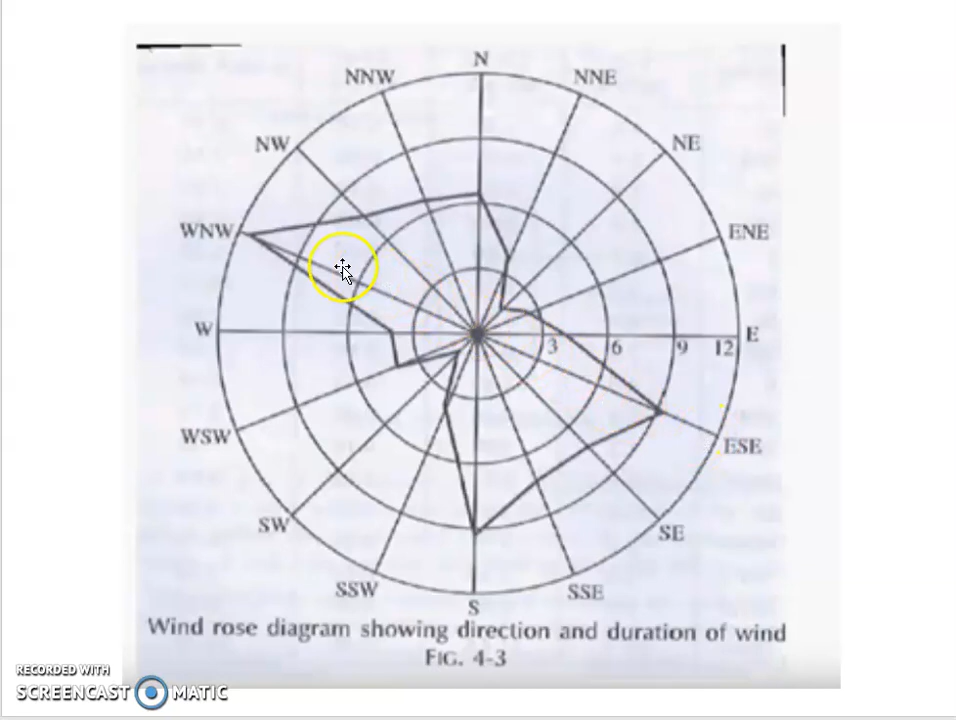 N
NNW
NNE
NW
NE
WNW
ENE
W
E
3
6
9
12
WSW
ESE
SW
SE
SSW
SSE
S
Wind rose diagram showing direction and duration of wind
FIG. 4-3
RECORDED WITH
SCREENCAST MATIC